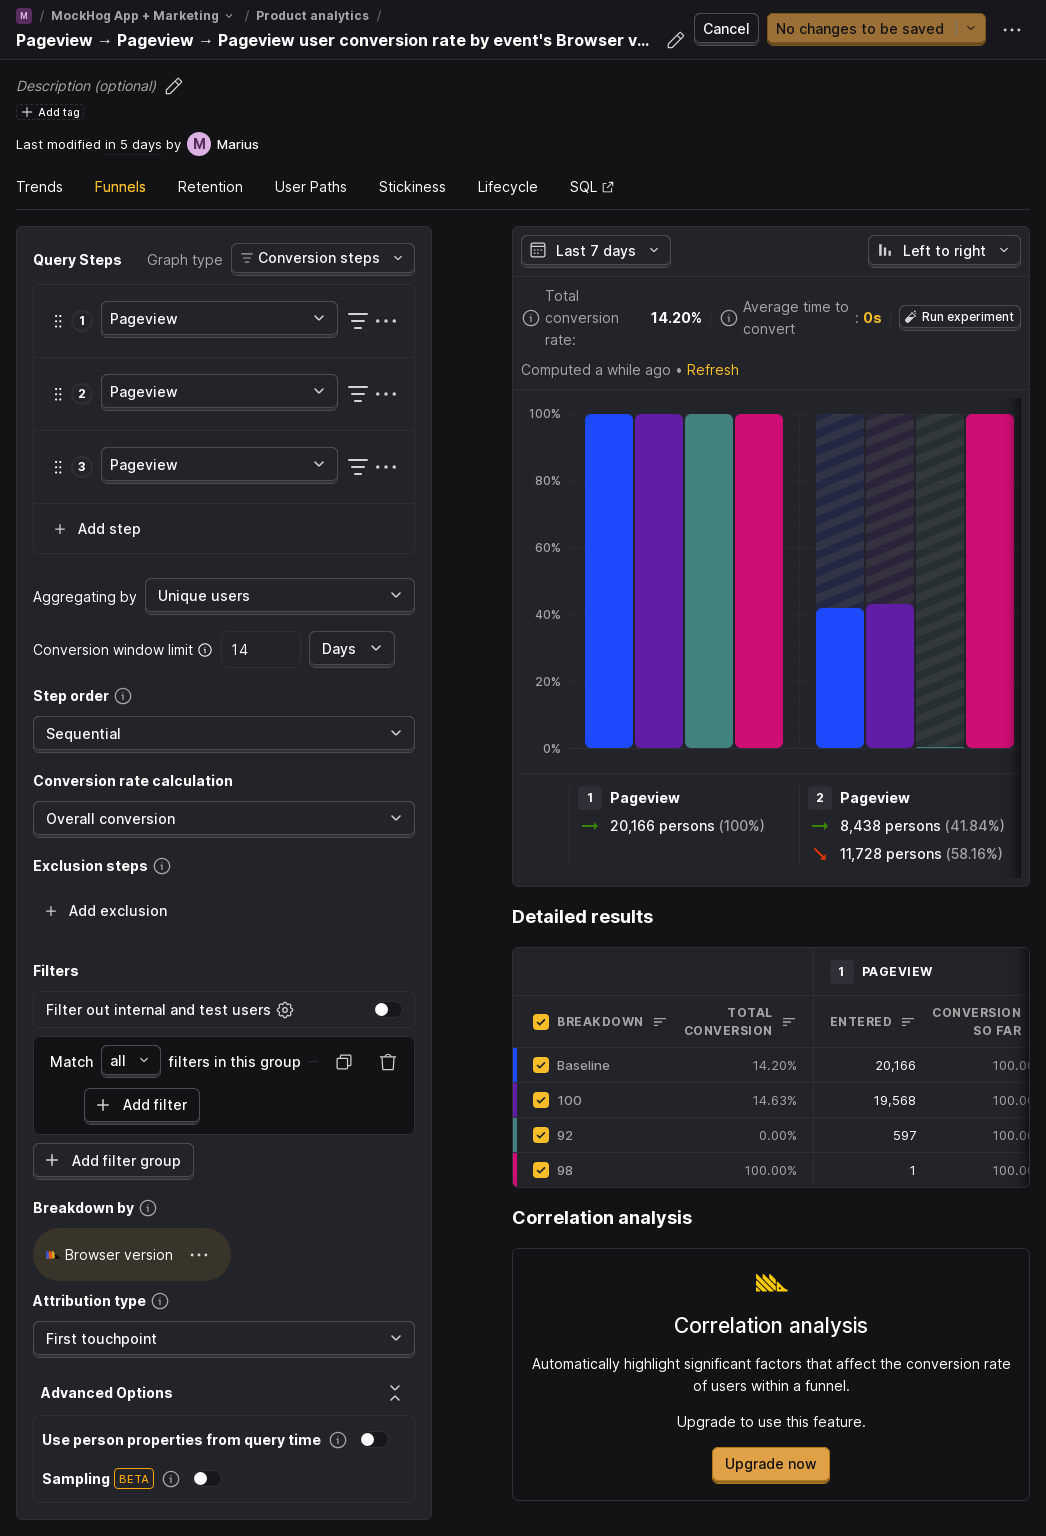 M / MockHog App + Marketing / Product analytics /
Pageview → Pageview → Pageview user conversion rate by event's Browser v...
Cancel
No changes to be saved
Description (optional)
Add tag
Last modified in 5 days by M Marius
Trends Funnels Retention User Paths Stickiness Lifecycle SQL
Query Steps Graph type Conversion steps
1 Pageview
2 Pageview
3 Pageview
Add step
Aggregating by Unique users
Conversion window limit 14 Days
Step order
Sequential
Conversion rate calculation
Overall conversion
Exclusion steps
Add exclusion
Filters
Filter out internal and test users
Match all filters in this group
Add filter
Add filter group
Breakdown by
Browser version
Attribution type
First touchpoint
Advanced Options
Use person properties from query time
Sampling BETA
Last 7 days Left to right
Total conversion rate: 14.20%
Average time to convert : 0s
Run experiment
Computed a while ago • Refresh
100%
80%
60%
40%
20%
0%
1 Pageview
20,166 persons (100%)
2 Pageview
8,438 persons (41.84%)
11,728 persons (58.16%)
Detailed results
1 PAGEVIEW
BREAKDOWN TOTAL CONVERSION ENTERED CONVERSION SO FAR
Baseline 14.20% 20,166 100.00
100 14.63% 19,568 100.00
92 0.00% 597 100.00
98 100.00% 1 100.00
Correlation analysis
Correlation analysis
Automatically highlight significant factors that affect the conversion rate
of users within a funnel.
Upgrade to use this feature.
Upgrade now